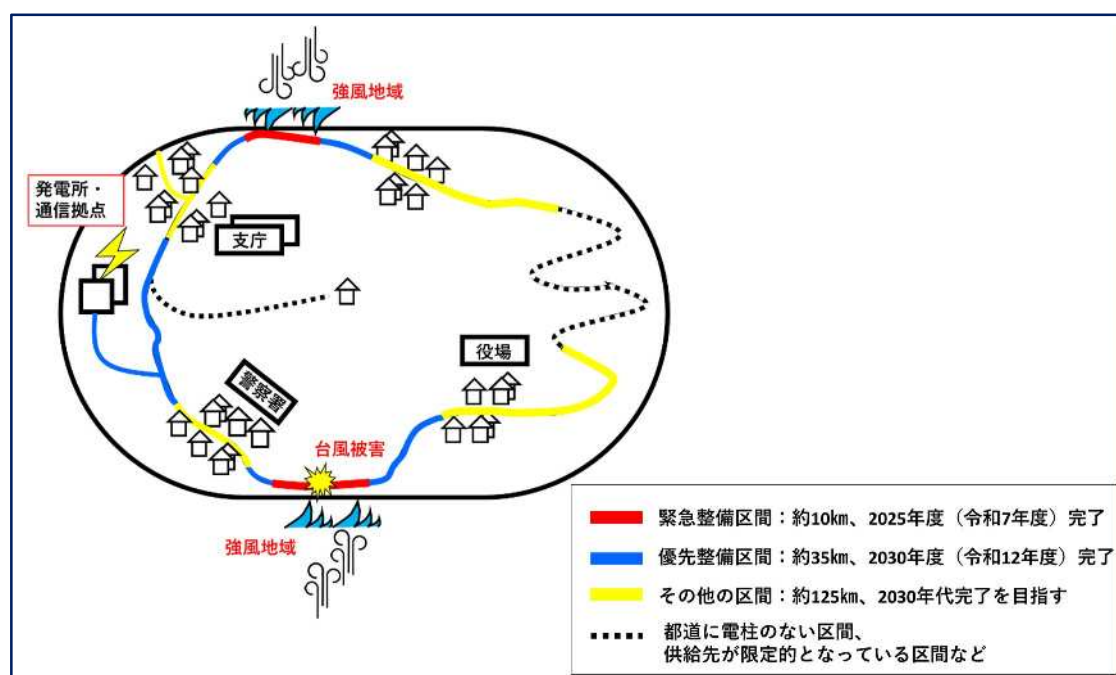 強風地域
発電所・
通信拠点
支庁
役場
警察署
台風被害
強風地域
緊急整備区間：約10㎞、2025年度（令和7年度）完了
優先整備区間：約35㎞、2030年度（令和12年度）完了
その他の区間：約125㎞、2030年代完了を目指す
都道に電柱のない区間、
供給先が限定的となっている区間など